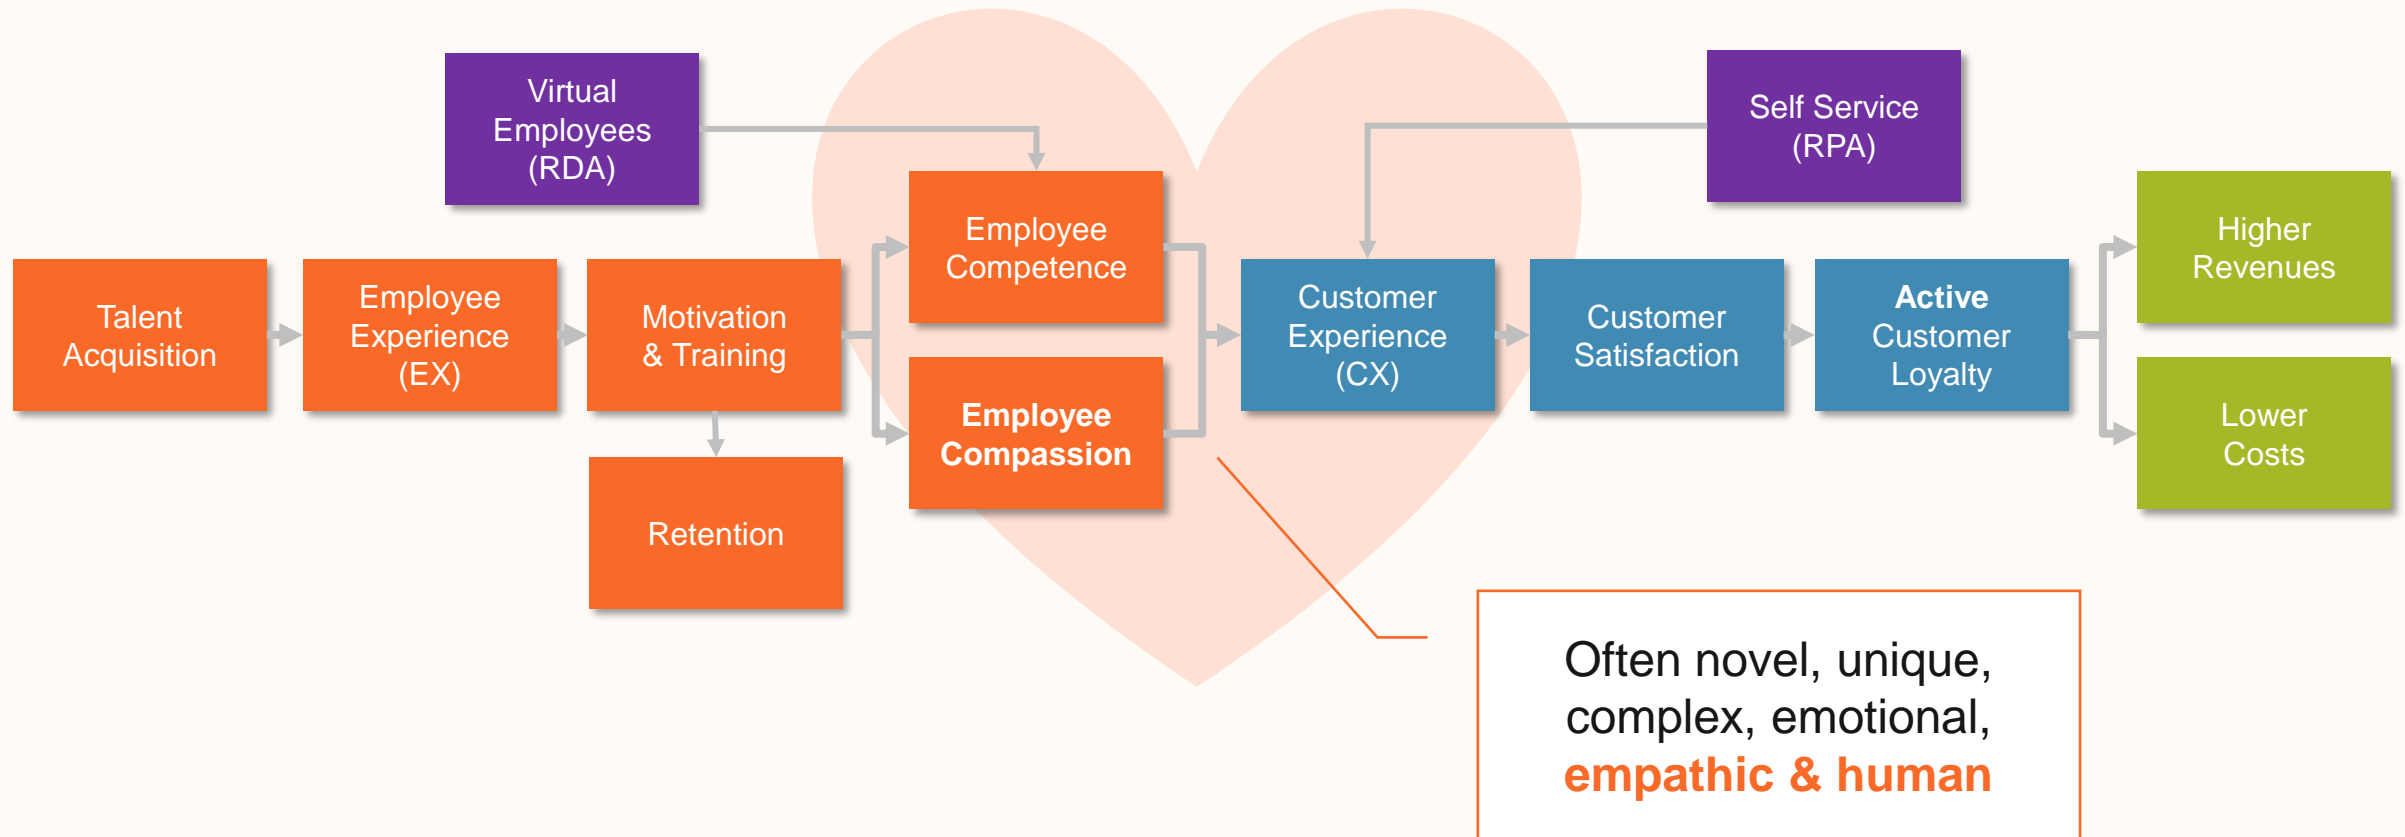 Virtual
Employees
(RDA)
Self Service
(RPA)
Talent
Acquisition
Employee
Experience
(EX)
Motivation
& Training
Retention
Employee
Competence
Employee
Compassion
Customer
Experience
(CX)
Customer
Satisfaction
Active
Customer
Loyalty
Higher
Revenues
Lower
Costs
Often novel, unique,
complex, emotional,
empathic & human